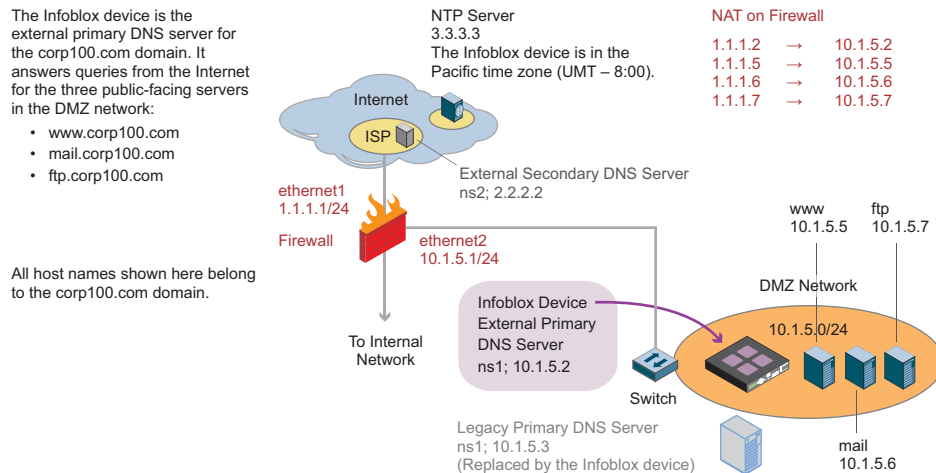 The Infoblox device is the
external primary DNS server for
the corp100.com domain. It
answers queries from the Internet
for the three public-facing servers
in the DMZ network:
• www.corp100.com
• mail.corp100.com
• ftp.corp100.com
All host names shown here belong
to the corp100.com domain.
NTP Server
3.3.3.3
The Infoblox device is in the
Pacific time zone (UMT – 8:00).
NAT on Firewall
1.1.1.2 → 10.1.5.2
1.1.1.5 → 10.1.5.5
1.1.1.6 → 10.1.5.6
1.1.1.7 → 10.1.5.7
Internet
ISP
External Secondary DNS Server
ns2; 2.2.2.2
ethernet1
1.1.1.1/24
Firewall
ethernet2
10.1.5.1/24
To Internal
Network
Infoblox Device
External Primary
DNS Server
ns1; 10.1.5.2
Switch
Legacy Primary DNS Server
ns1; 10.1.5.3
(Replaced by the Infoblox device)
www
10.1.5.5
ftp
10.1.5.7
DMZ Network
10.1.5.0/24
mail
10.1.5.6